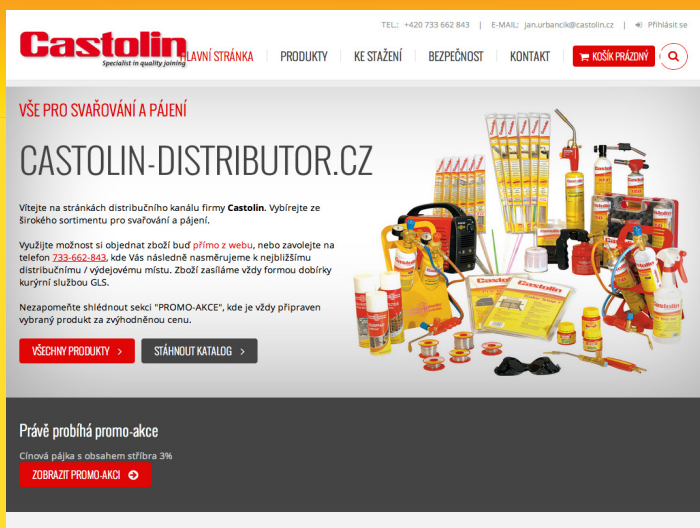 TEL.: +420 733 662 843 | E-MAIL: jan.urbancik@castolin.cz | Přihlásit se
Castolin
Specialist in quality joining
HLAVNÍ STRÁNKA PRODUKTY KE STAŽENÍ BEZPEČNOST KONTAKT KOŠÍK PRÁZDNÝ
VŠE PRO SVAŘOVÁNÍ A PÁJENÍ
CASTOLIN-DISTRIBUTOR.CZ
Vítejte na stránkách distribučního kanálu firmy Castolin. Vybírejte ze
širokého sortimentu pro svařování a pájení.
Využijte možnost si objednat zboží buď přímo z webu, nebo zavolejte na
telefon 733-662-843, kde Vás následně nasměrujeme k nejbližšímu
distribučnímu / výdejovému místu. Zboží zasíláme vždy formou dobírky
kurýrní službou GLS.
Nezapomeňte shlédnout sekci "PROMO-AKCE", kde je vždy připraven
vybraný produkt za zvýhodněnou cenu.
VŠECHNY PRODUKTY > STÁHNOUT KATALOG >
Castolin
Castolin
Právě probíhá promo-akce
Cínová pájka s obsahem stříbra 3%
ZOBRAZIT PROMO-AKCI